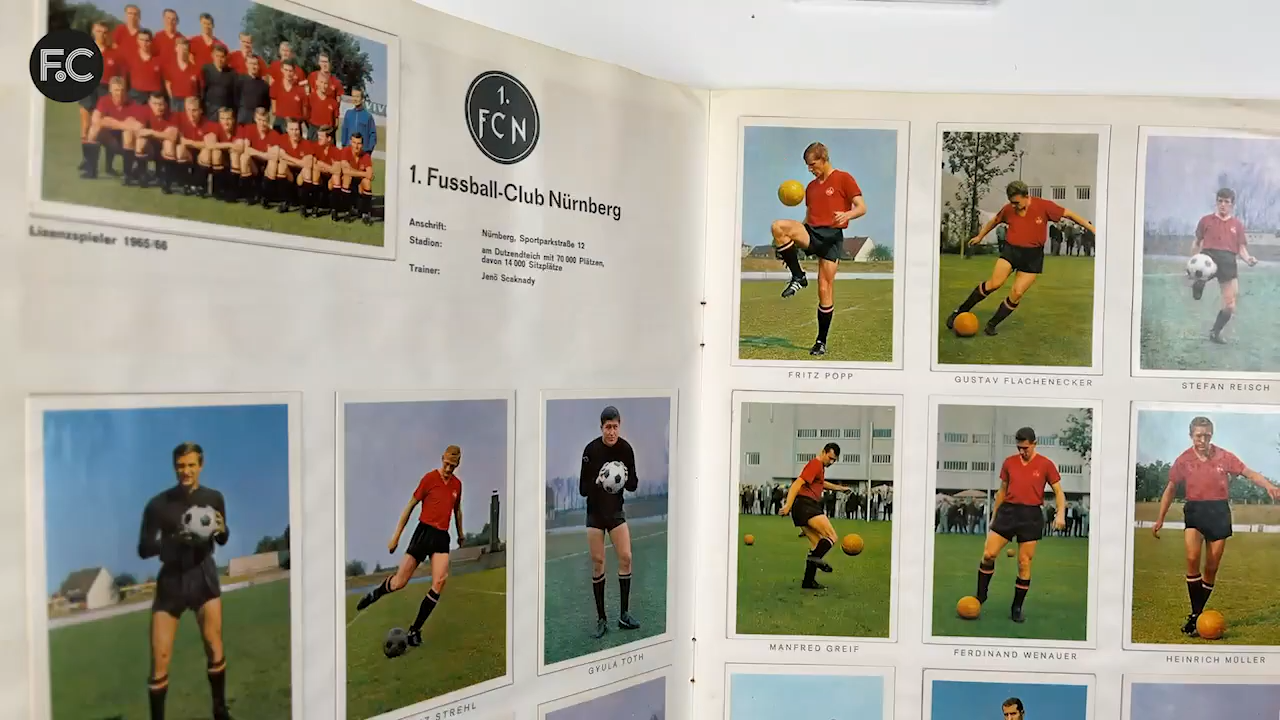 F.C
1.
FCN
1. Fussball-Club Nürnberg
Lizenzspieler 1965/66
Anschrift: Nürnberg, Sportparkstraße 12
Stadion: am Dutzendteich mit 70 000 Plätzen,
davon 14 000 Sitzplätze
Trainer: Jenö Scaknady
FRITZ POPP
GUSTAV FLACHENECKER
STEFAN REISCH
STREHL
GYULA TOTH
MANFRED GREIF
FERDINAND WENAUER
HEINRICH MÜLLER